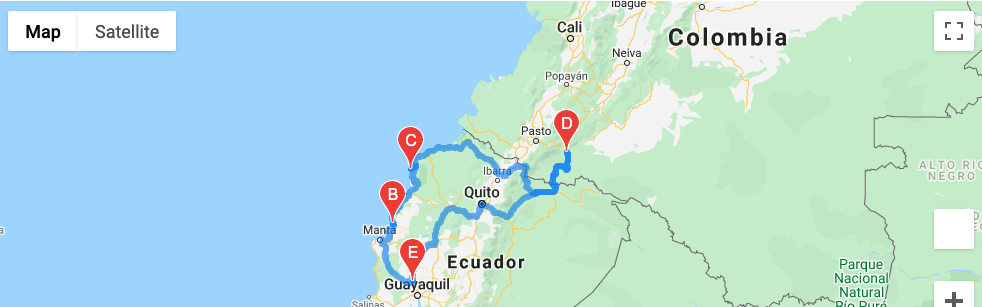 Map
Satellite
Ibagué
Cali
Colombia
Neiva
Popayán
D
Pasto
C
ALTO RIO
NEGRO
Ibarra
B
Quito
Manta
E
Ecuador
Parque
Nacional
Natural
Río Puré
Guayaquil
Salinas